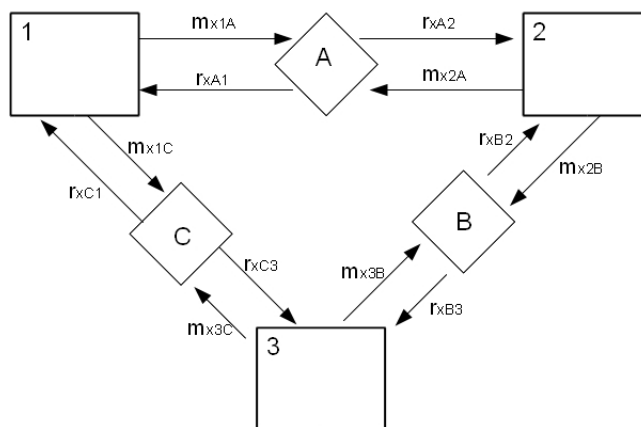 1
mx1A
A
rxA2
2
rxA1
mx2A
mx1C
rxB2
rxC1
mx2B
C
B
rxC3
mx3B
mx3C
rxB3
3